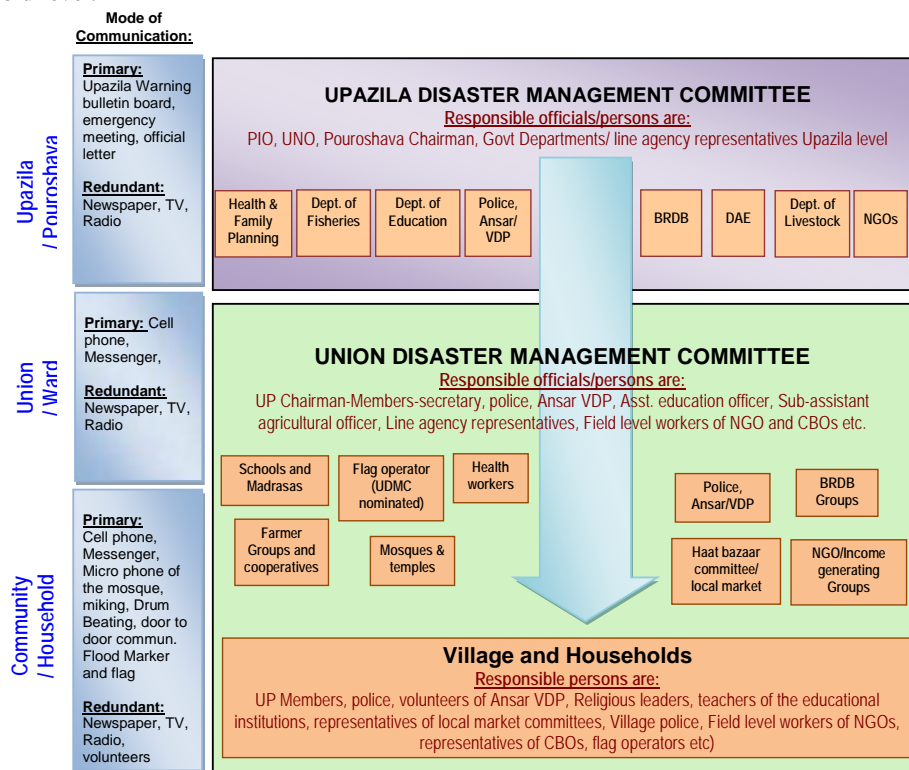 Mode of
Communication:
Upazila
/ Pouroshava
Primary:
Upazila Warning
bulletin board,
emergency
meeting, official
letter
Redundant:
Newspaper, TV,
Radio
UPAZILA DISASTER MANAGEMENT COMMITTEE
Responsible officials/persons are:
PIO, UNO, Pouroshava Chairman, Govt Departments/ line agency representatives Upazila level
Health &
Family
Planning
Dept. of
Fisheries
Dept. of
Education
Police,
Ansar/
VDP
BRDB
DAE
Dept. of
Livestock
NGOs
Union
/ Ward
Primary: Cell
phone,
Messenger,
Redundant:
Newspaper, TV,
Radio
UNION DISASTER MANAGEMENT COMMITTEE
Responsible officials/persons are:
UP Chairman-Members-secretary, police, Ansar VDP, Asst. education officer, Sub-assistant
agricultural officer, Line agency representatives, Field level workers of NGO and CBOs etc.
Schools and
Madrasas
Flag operator
(UDMC
nominated)
Health
workers
Farmer
Groups and
cooperatives
Mosques &
temples
Police,
Ansar/VDP
BRDB
Groups
Haat bazaar
committee/
local market
NGO/Income
generating
Groups
Community
/ Household
Primary:
Cell phone,
Messenger,
Micro phone of
the mosque,
miking, Drum
Beating, door to
door commun.
Flood Marker
and flag
Redundant:
Newspaper, TV,
Radio,
volunteers
Village and Households
Responsible persons are:
UP Members, police, volunteers of Ansar VDP, Religious leaders, teachers of the educational
institutions, representatives of local market committees, Village police, Field level workers of NGOs,
representatives of CBOs, flag operators etc)